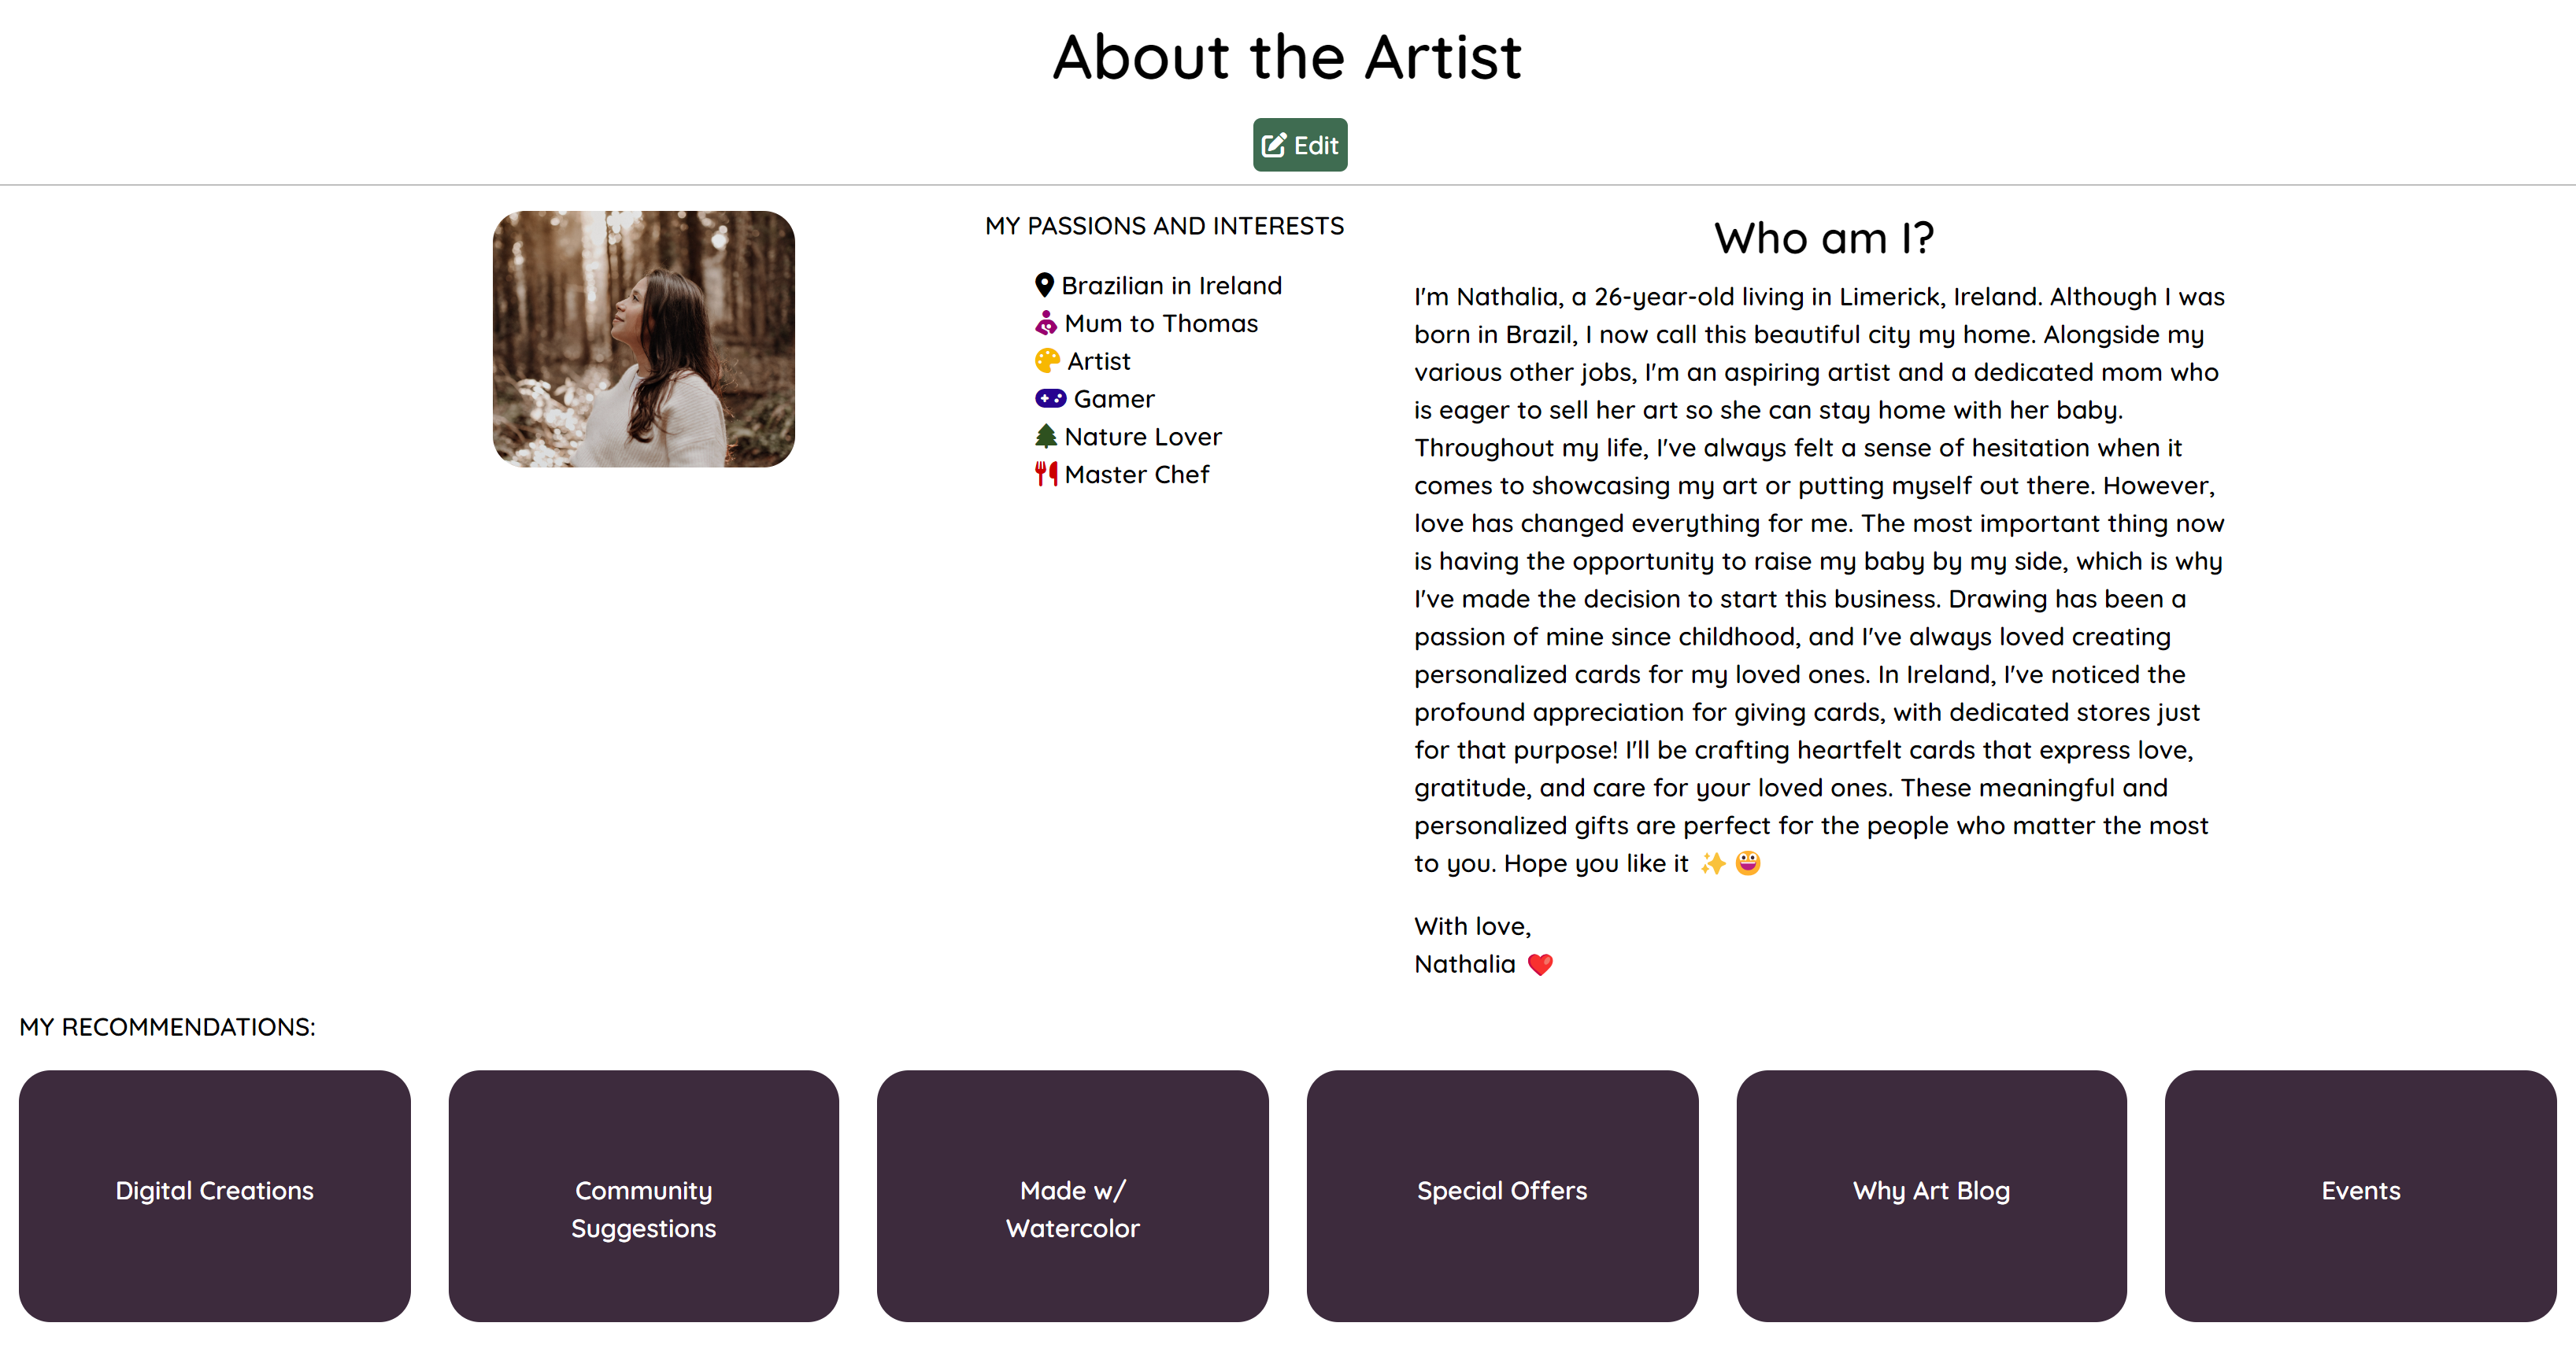 About the Artist
Edit
MY PASSIONS AND INTERESTS
Brazilian in Ireland
Mum to Thomas
Artist
Gamer
Nature Lover
Master Chef
Who am I?
I'm Nathalia, a 26-year-old living in Limerick, Ireland. Although I was
born in Brazil, I now call this beautiful city my home. Alongside my
various other jobs, I'm an aspiring artist and a dedicated mom who
is eager to sell her art so she can stay home with her baby.
Throughout my life, I've always felt a sense of hesitation when it
comes to showcasing my art or putting myself out there. However,
love has changed everything for me. The most important thing now
is having the opportunity to raise my baby by my side, which is why
I've made the decision to start this business. Drawing has been a
passion of mine since childhood, and I've always loved creating
personalized cards for my loved ones. In Ireland, I've noticed the
profound appreciation for giving cards, with dedicated stores just
for that purpose! I'll be crafting heartfelt cards that express love,
gratitude, and care for your loved ones. These meaningful and
personalized gifts are perfect for the people who matter the most
to you. Hope you like it ✨ 😀
With love,
Nathalia ❤️
MY RECOMMENDATIONS:
Digital Creations
Community
Suggestions
Made w/
Watercolor
Special Offers
Why Art Blog
Events